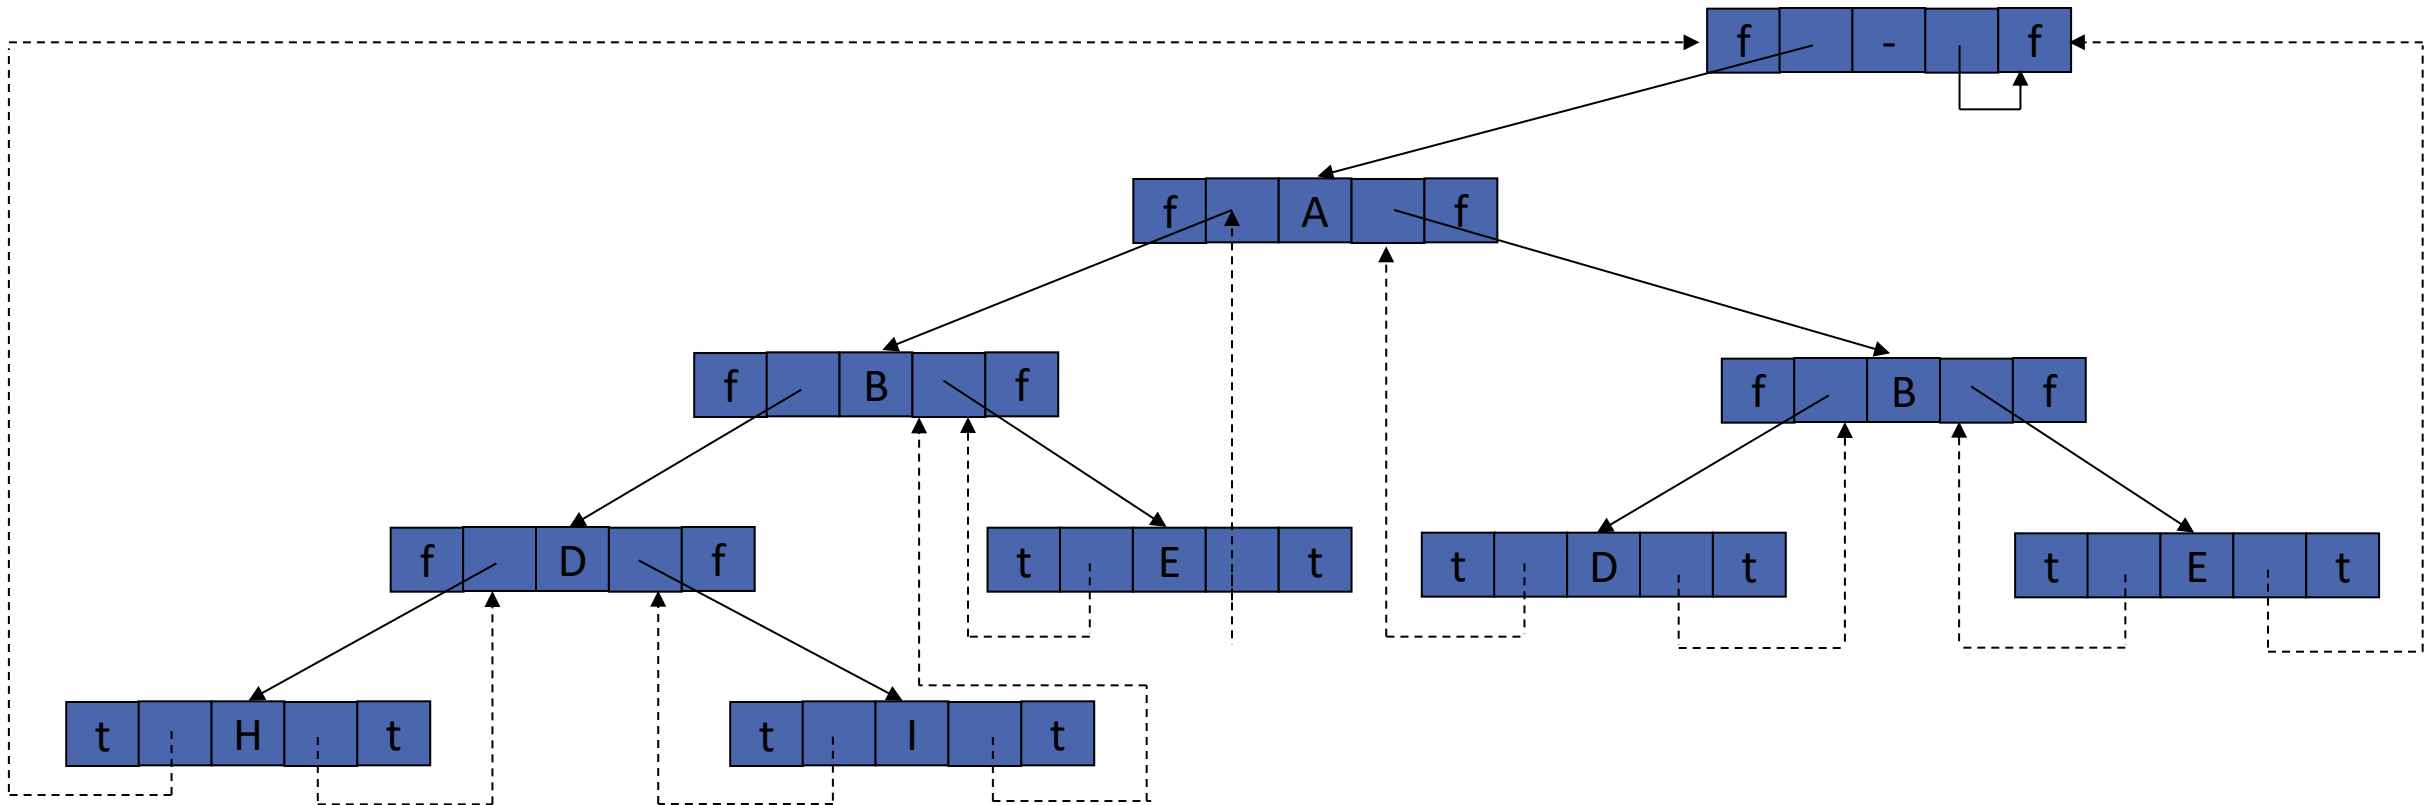 f - f
f A f
f B f
f B f
f D f
t E t
t D t
t E t
t H t
t I t